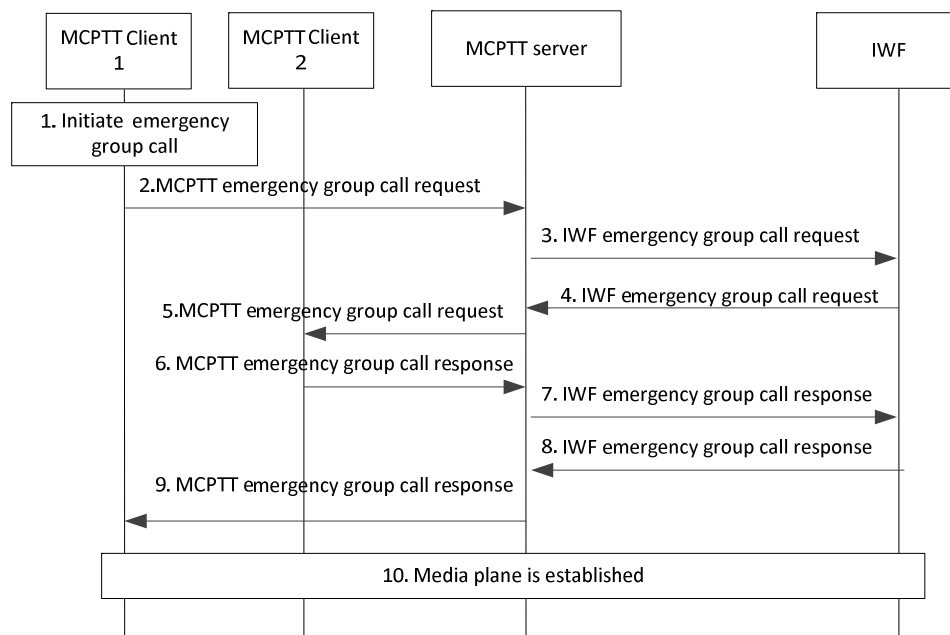 MCPTT Client
1
MCPTT Client
2
MCPTT server
IWF
1. Initiate emergency
group call
2.MCPTT emergency group call request
3. IWF emergency group call request
4. IWF emergency group call request
5.MCPTT emergency group call request
6. MCPTT emergency group call response
7. IWF emergency group call response
8. IWF emergency group call response
9. MCPTT emergency group call response
10. Media plane is established